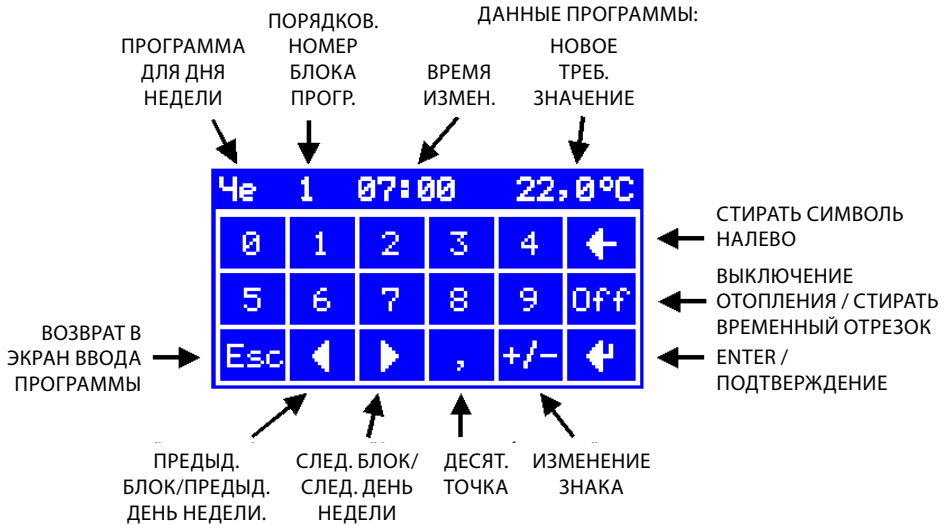 ДАННЫЕ ПРОГРАММЫ:
ПОРЯДКОВ.
НОМЕР
БЛОКА
ПРОГР.
ПРОГРАММА
ДЛЯ ДНЯ
НЕДЕЛИ
ВРЕМЯ
ИЗМЕН.
НОВОЕ
ТРЕБ.
ЗНАЧЕНИЕ
Че 1 07:00 22,0°C
0 1 2 3 4 ←
5 6 7 8 9 Off
Esc ◀ ▶ , +/- ↵
СТИРАТЬ СИМВОЛЬ
НАЛЕВО
ВЫКЛЮЧЕНИЕ
ОТОПЛЕНИЯ / СТИРАТЬ
ВРЕМЕННЫЙ ОТРЕЗОК
ENTER /
ПОДТВЕРЖДЕНИЕ
ВОЗВРАТ В
ЭКРАН ВВОДА
ПРОГРАММЫ
ПРЕДЫД.
БЛОК/ПРЕДЫД.
ДЕНЬ НЕДЕЛИ.
СЛЕД. БЛОК/
СЛЕД. ДЕНЬ
НЕДЕЛИ
ДЕСЯТ.
ТОЧКА
ИЗМЕНЕНИЕ
ЗНАКА